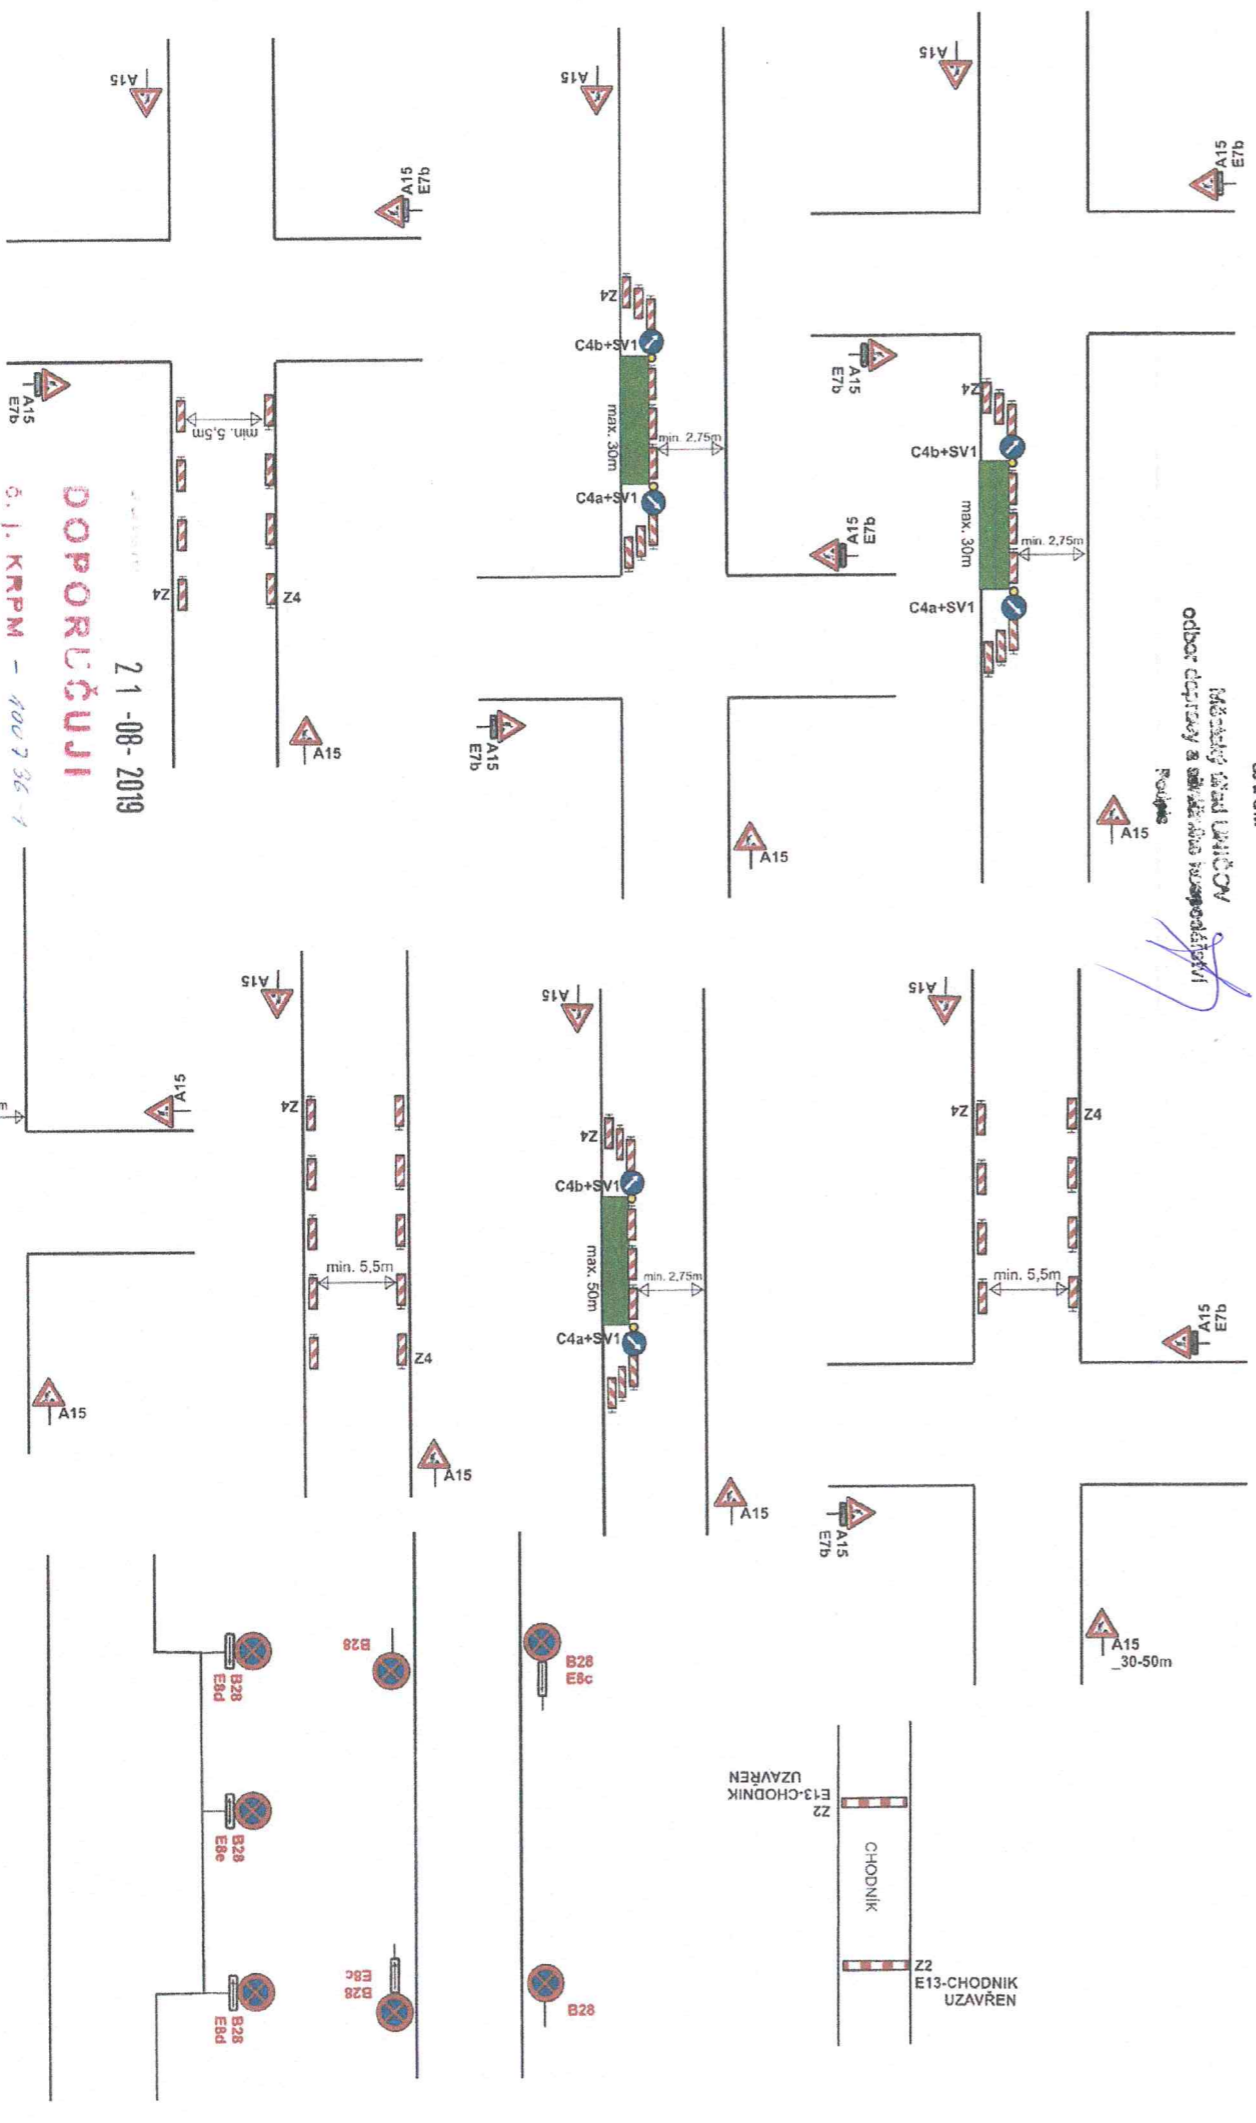 A15
A15
E7b
A15
E7b
Z4
min. 5,5m
Z4
A15
A15
Z4
C4b+SV1
max. 30m
min. 2,75m
C4a+SV1
A15
E7b
A15
E7b
A15
A15
A15
E7b
A15
E7b
Z4
C4b+SV1
max. 30m
min. 2,75m
C4a+SV1
A15
21-08-2019
DOPORUČUJI
č. j. KRPM -
Městský úřad UNIČOV
odbor dopravy a silničního hospodářství
Podpis
A15
A15
m
A15
Z4
min. 5,5m
Z4
A15
A15
Z4
C4b+SV1
max. 50m
min. 2,75m
C4a+SV1
A15
A15
Z4
Z4
min. 5,5m
A15
E7b
A15
E7b
A15
_30-50m
B28
E8d
B28
E8e
B28
E8d
B28
B28
E8c
B28
E8c
B28
Z2
E13-CHODNIK
UZAVŘEN
CHODNÍK
Z2
E13-CHODNIK
UZAVŘEN